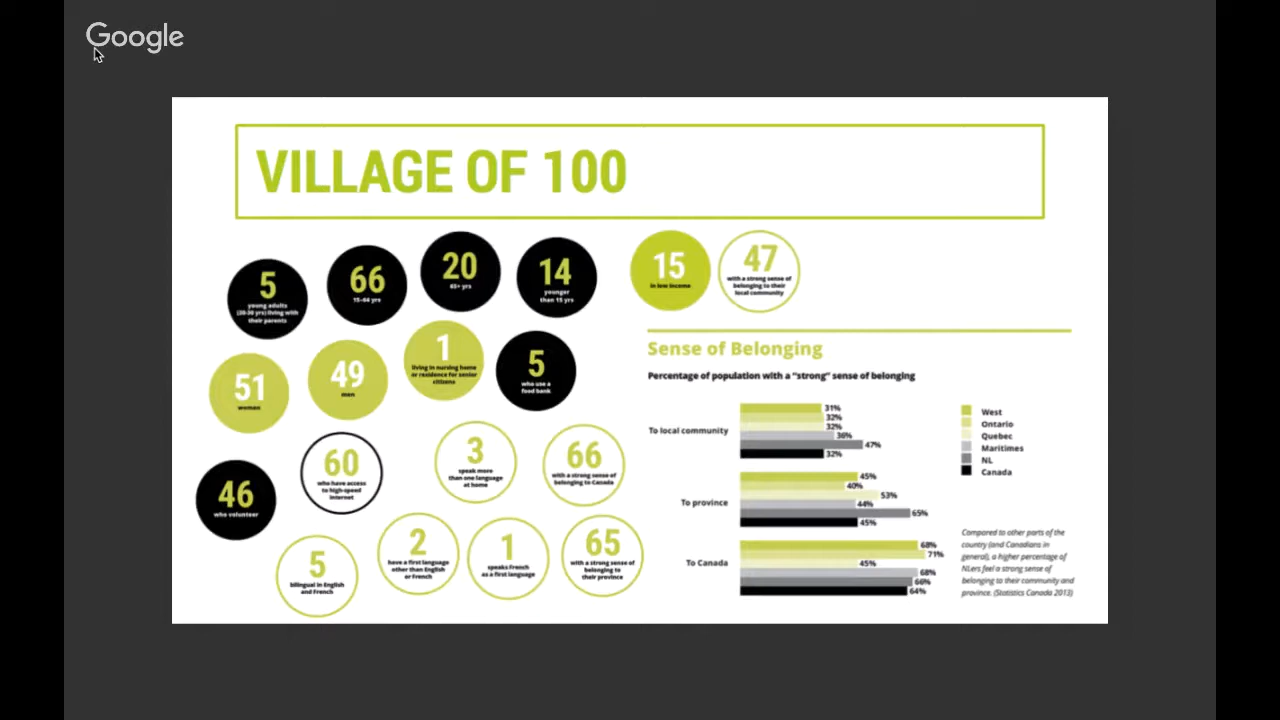 Google
VILLAGE OF 100
5
young adults
(20-30 yrs) living with
their parents
66
15-64 yrs
20
65+ yrs
14
younger
than 15 yrs
15
in low income
47
with a strong sense of
belonging to their
local community
51
women
49
men
1
living in nursing home
or residence for senior
citizens
5
who use a
food bank
46
who volunteer
60
who have access
to high-speed
internet
3
speak more
than one language
at home
66
with a strong sense of
belonging to Canada
5
bilingual in English
and French
2
have a first language
other than English
or French
1
speaks French
as a first language
65
with a strong sense of
belonging to
their province
Sense of Belonging
Percentage of population with a “strong” sense of belonging
To local community
31%
32%
32%
36%
47%
32%
To province
45%
40%
53%
44%
65%
45%
To Canada
68%
71%
45%
68%
66%
64%
West
Ontario
Quebec
Maritimes
NL
Canada
Compared to other parts of the
country (and Canadians in
general), a higher percentage of
NLers feel a strong sense of
belonging to their community and
province. (Statistics Canada 2013)